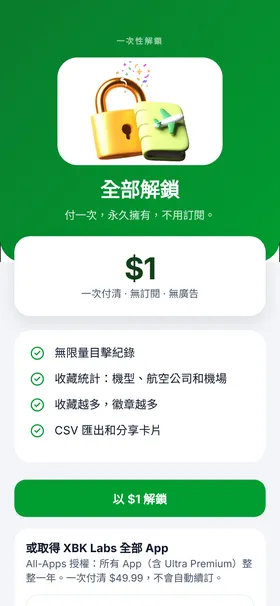 一次性解鎖
全部解鎖
付一次，永久擁有，不用訂閱。
$1
一次付清 · 無訂閱 · 無廣告
無限量目擊紀錄
收藏統計：機型、航空公司和機場
收藏越多，徽章越多
CSV 匯出和分享卡片
以 $1 解鎖
或取得 XBK Labs 全部 App
All-Apps 授權：所有 App（含 Ultra Premium）整
整一年。一次付清 $49.99，不會自動續訂。